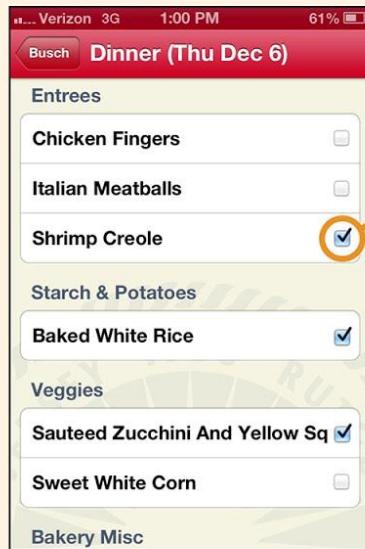 Verizon 3G 1:00 PM 61%
Busch Dinner (Thu Dec 6)
Entrees
Chicken Fingers
Italian Meatballs
Shrimp Creole
Starch & Potatoes
Baked White Rice
Veggies
Sauteed Zucchini And Yellow Sq
Sweet White Corn
Bakery Misc